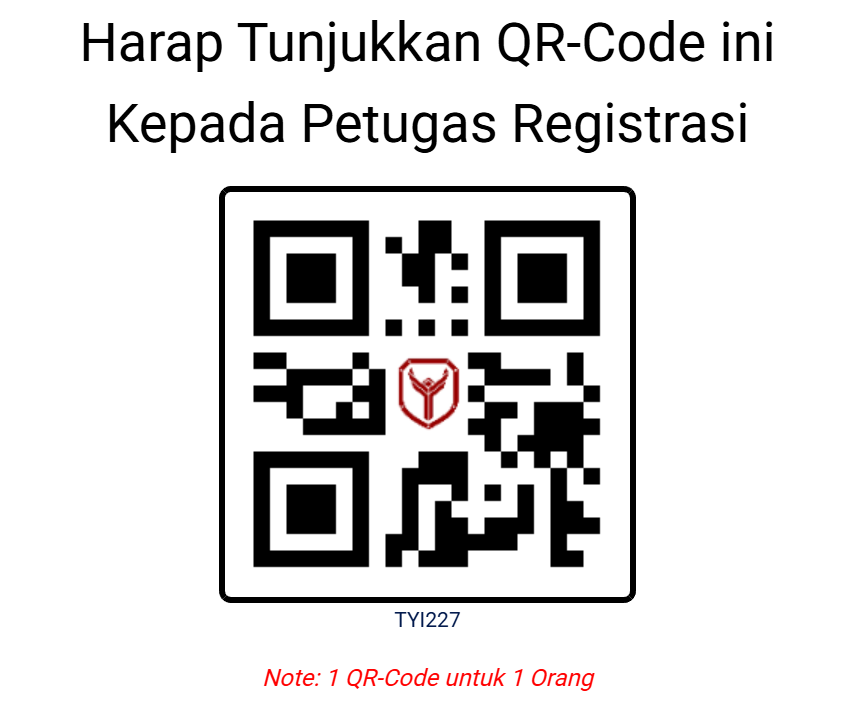 Harap Tunjukkan QR-Code ini
Kepada Petugas Registrasi
TYI227
Note: 1 QR-Code untuk 1 Orang